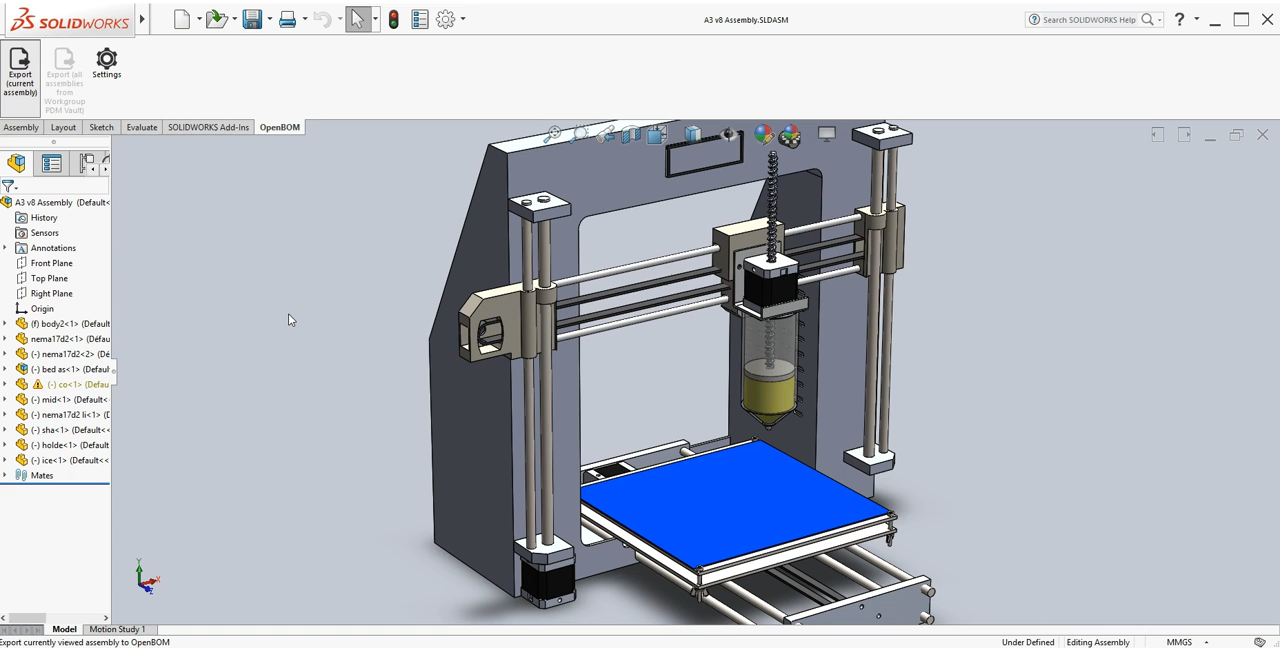 SOLIDWORKS
A3 v8 Assembly.SLDASM
Search SOLIDWORKS Help
?
Export
(current
assembly)
Export (all
assemblies
from
Workgroup
PDM Vault)
Settings
Assembly
Layout
Sketch
Evaluate
SOLIDWORKS Add-Ins
OpenBOM
A3 v8 Assembly (Default<
History
Sensors
Annotations
Front Plane
Top Plane
Right Plane
Origin
(f) body2<1> (Default
nema17d2<1> (Défau
(-) nema17d2<2> (Dé
(-) bed as<1> (Defaul
(-) co<1> (Defau
(-) mid<1> (Default<
(-) nema17d2 li<1> (D
(-) sha<1> (Default<<
(-) holde<1> (Default
(-) ice<1> (Default<<
Mates
Y
X
Z
Model
Motion Study 1
Export currently viewed assembly to OpenBOM
Under Defined
Editing Assembly
MMGS